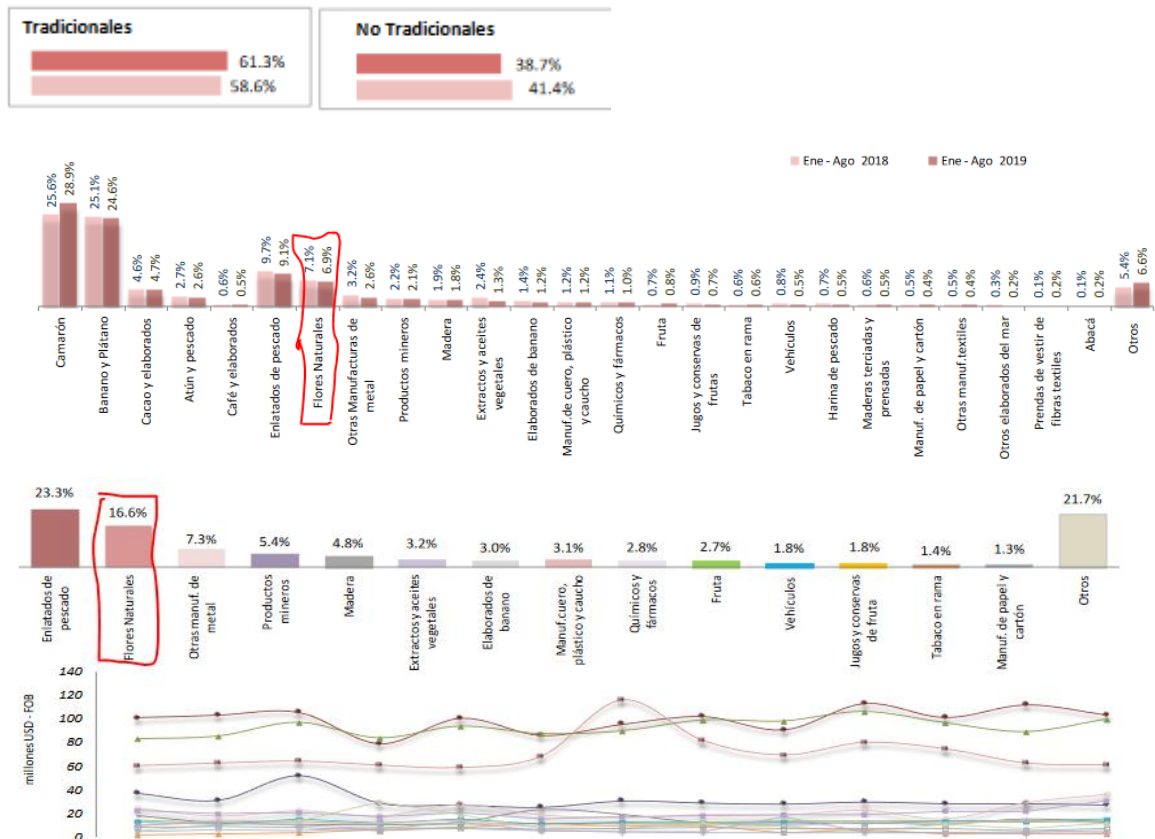 Tradicionales
61.3%
58.6%
No Tradicionales
38.7%
41.4%
Ene - Ago 2018
Ene - Ago 2019
25.6%
28.9%
25.1%
24.6%
4.6%
4.7%
2.7%
2.6%
0.6%
0.5%
9.7%
9.1%
7.1%
6.9%
3.2%
2.6%
2.2%
2.1%
1.9%
1.8%
2.4%
1.3%
1.4%
1.2%
1.2%
1.2%
1.1%
1.0%
0.7%
0.8%
0.9%
0.7%
0.6%
0.6%
0.8%
0.5%
0.7%
0.5%
0.6%
0.5%
0.5%
0.4%
0.5%
0.4%
0.3%
0.2%
0.1%
0.2%
0.1%
0.2%
5.4%
6.6%
Camarón
Banano y Plátano
Cacao y elaborados
Atún y pescado
Café y elaborados
Enlatados de pescado
Flores Naturales
Otras Manufacturas de
metal
Productos mineros
Madera
Extractos y aceites
vegetales
Elaborados de banano
Manuf.de cuero, plástico
y caucho
Químicos y fármacos
Fruta
Jugos y conservas de
frutas
Tabaco en rama
Vehículos
Harina de pescado
Maderas terciadas y
prensadas
Manuf. de papel y cartón
Otras manuf.textiles
Otros elaborados del mar
Prendas de vestir de
fibras textiles
Abacá
Otros
23.3%
16.6%
7.3%
5.4%
4.8%
3.2%
3.0%
3.1%
2.8%
2.7%
1.8%
1.8%
1.4%
1.3%
21.7%
Enlatados de
pescado
Flores Naturales
Otras manuf. de
metal
Productos
mineros
Madera
Extractos y aceites
vegetales
Elaborados de
banano
Manuf.cuero,
plástico y caucho
Químicos y
fármacos
Fruta
Vehículos
Jugos y conservas
de fruta
Tabaco en rama
Manuf. de papel y
cartón
Otros
millones USD - FOB
140
120
100
80
60
40
20
0